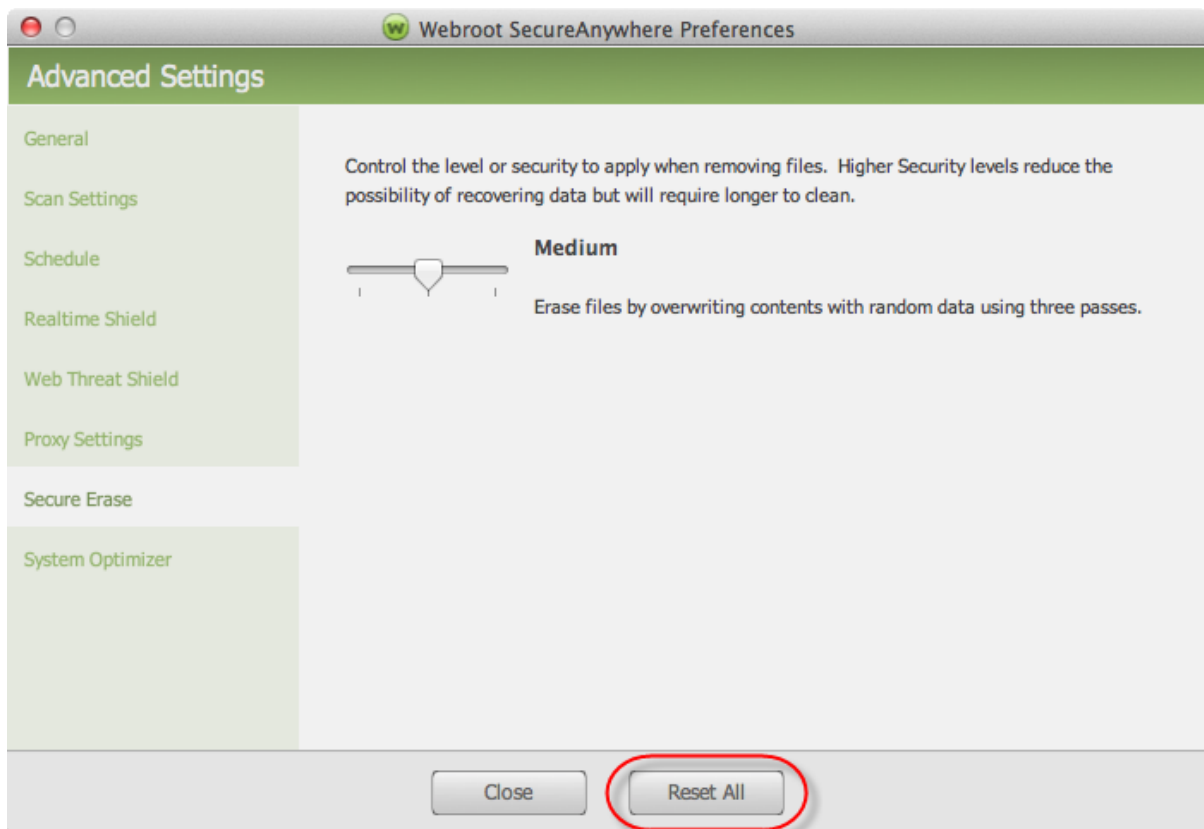 Webroot SecureAnywhere Preferences
Advanced Settings
General
Scan Settings
Schedule
Realtime Shield
Web Threat Shield
Proxy Settings
Secure Erase
System Optimizer
Control the level or security to apply when removing files. Higher Security levels reduce the
possibility of recovering data but will require longer to clean.
Medium
Erase files by overwriting contents with random data using three passes.
Close
Reset All